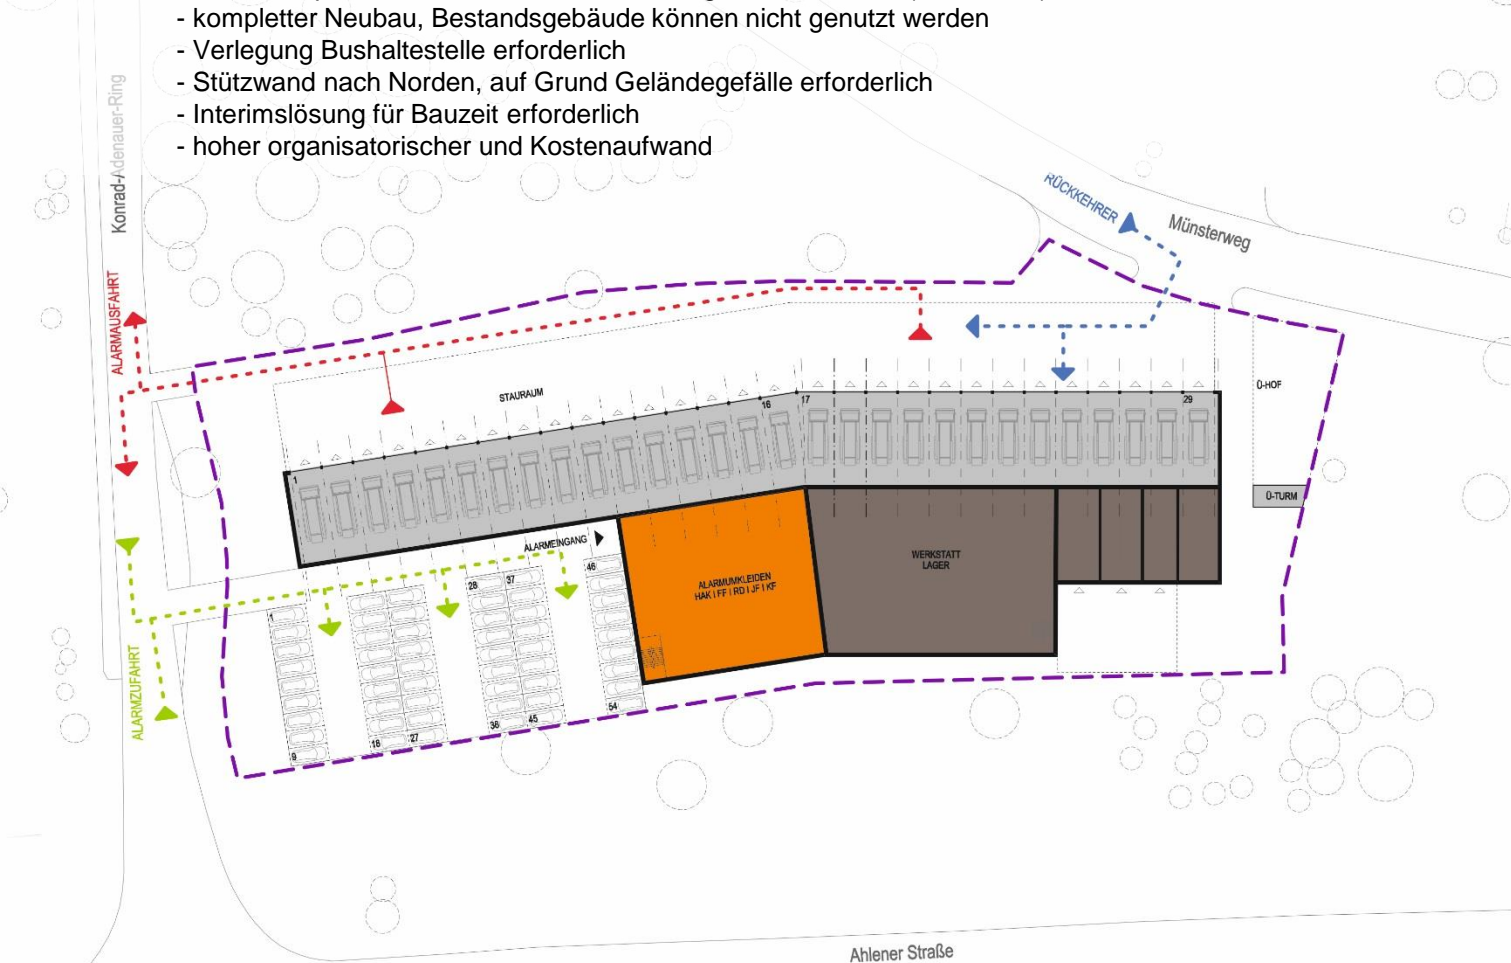 - kompletter Neubau, Bestandsgebäude können nicht genutzt werden
- Verlegung Bushaltestelle erforderlich
- Stützwand nach Norden, auf Grund Geländegefälle erforderlich
- Interimslösung für Bauzeit erforderlich
- hoher organisatorischer und Kostenaufwand
Konrad-Adenauer-Ring
RÜCKKEHRER
Münsterweg
ALARMAUSFAHRT
STAURAUM
16
17
29
Ü-HOF
1
Ü-TURM
ALARMEINGANG
WERKSTATT
LAGER
ALARMUMKLEIDEN
HAK I FF I RD I JF I KF
46
28
37
1
ALARMZUFAHRT
54
45
36
27
18
9
Ahlener Straße